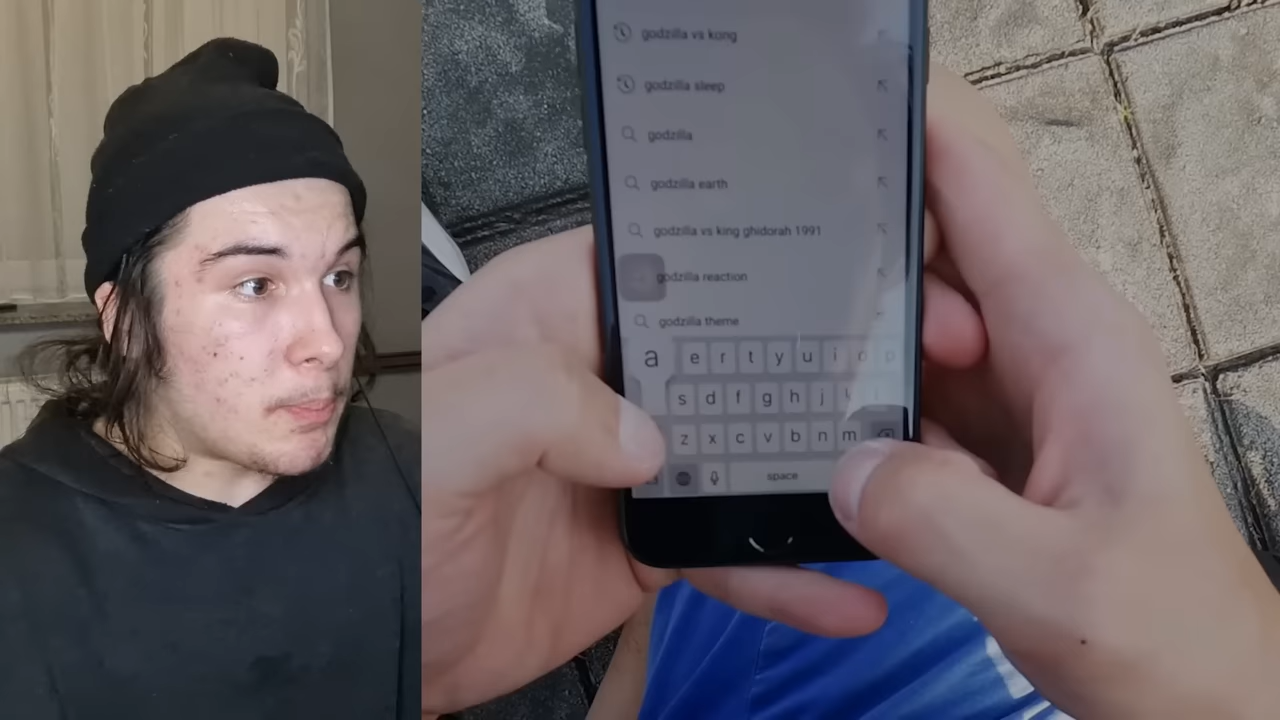 godzilla vs kong
godzilla sleep
godzilla
godzilla earth
godzilla vs king ghidorah 1991
godzilla reaction
godzilla theme
a e r t y u i o p
s d f g h j k
z x c v b n m
space